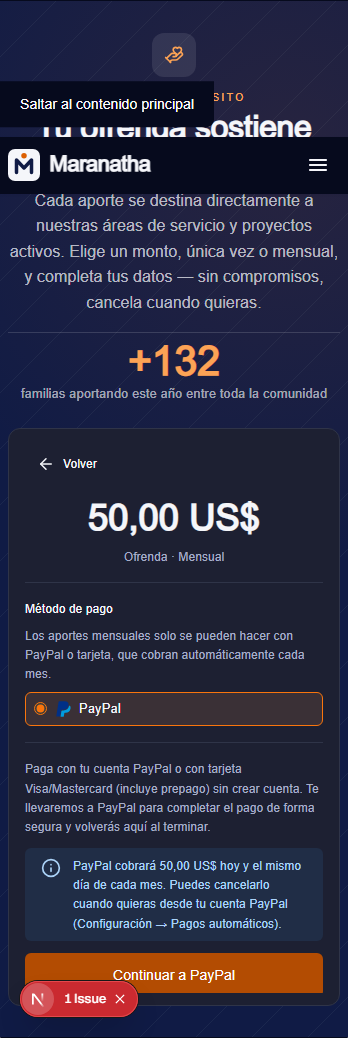 SITO
Saltar al contenido principal
Tu ofrenda sostiene
Maranatha
Cada aporte se destina directamente a
nuestras áreas de servicio y proyectos
activos. Elige un monto, única vez o mensual,
y completa tus datos — sin compromisos,
cancela cuando quieras.
+132
familias aportando este año entre toda la comunidad
Volver
50,00 US$
Ofrenda · Mensual
Método de pago
Los aportes mensuales solo se pueden hacer con
PayPal o tarjeta, que cobran automáticamente cada
mes.
PayPal
Paga con tu cuenta PayPal o con tarjeta
Visa/Mastercard (incluye prepago) sin crear cuenta. Te
llevaremos a PayPal para completar el pago de forma
segura y volverás aquí al terminar.
PayPal cobrará 50,00 US$ hoy y el mismo
día de cada mes. Puedes cancelarlo
cuando quieras desde tu cuenta PayPal
(Configuración → Pagos automáticos).
Continuar a PayPal
N 1 Issue